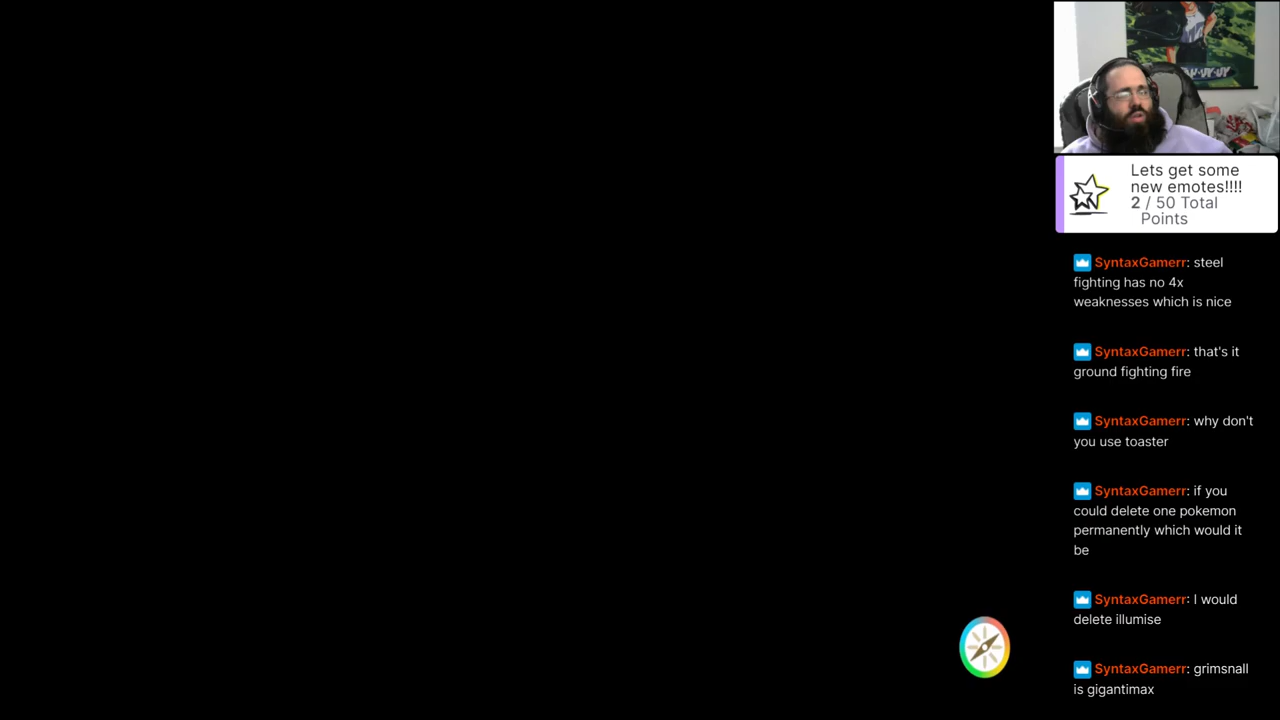 Lets get some
new emotes!!!!
2 / 50 Total
Points
SyntaxGamerr: steel
fighting has no 4x
weaknesses which is nice
SyntaxGamerr: that's it
ground fighting fire
SyntaxGamerr: why don't
you use toaster
SyntaxGamerr: if you
could delete one pokemon
permanently which would it
be
SyntaxGamerr: I would
delete illumise
SyntaxGamerr: grimsnall
is gigantimax